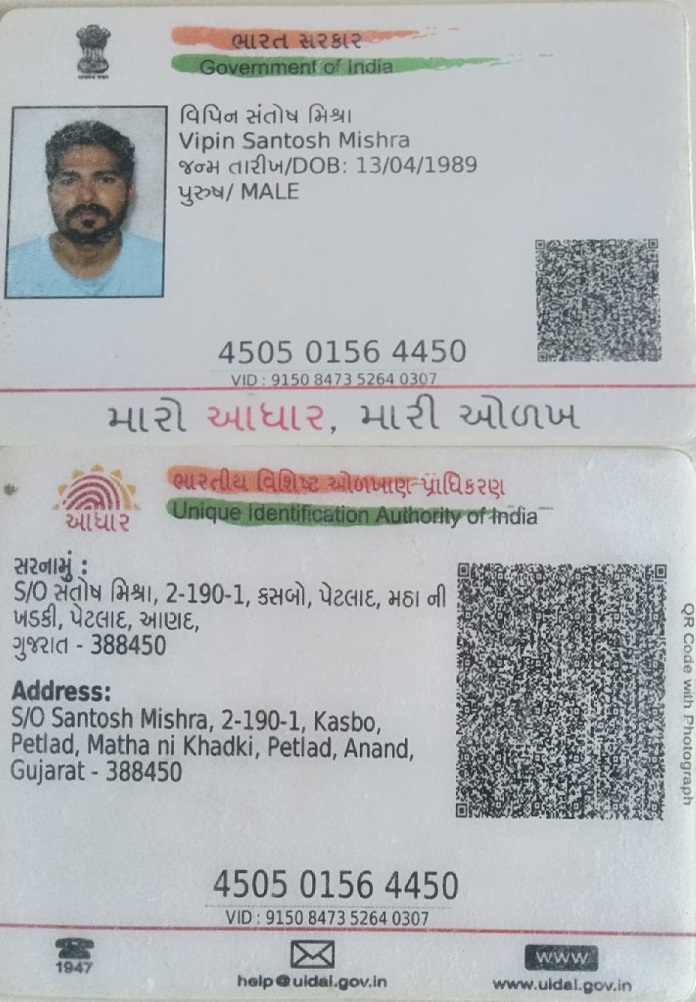 ભારત સરકાર
Government of India
વિપિન સંતોષ મિશ્રા
Vipin Santosh Mishra
જન્મ તારીખ/DOB: 13/04/1989
પુરુષ/ MALE
4505 0156 4450
VID : 9150 8473 5264 0307
મારો આધાર, મારી ઓળખ
ભારતીય વિશિષ્ટ ઓળખાણ પ્રાધિકરણ
Unique Identification Authority of India
આધાર
સરનામું :
S/O સંતોષ મિશ્રા, 2-190-1, કસબો, પેટલાદ, મઠા ની
ખડકી, પેટલાદ, આણદ,
ગુજરાત - 388450
Address:
S/O Santosh Mishra, 2-190-1, Kasbo,
Petlad, Matha ni Khadki, Petlad, Anand,
Gujarat - 388450
QR Code with Photograph
4505 0156 4450
VID : 9150 8473 5264 0307
1947
help@uidai.gov.in
www
www.uidai.gov.in